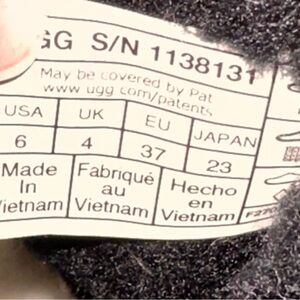 GG S/N 1138131
May be covered by Pat
www ugg com/patents
USA UK EU JAPAN
6 4 37 23
Made Fabriqué Hecho
In au en
Vietnam Vietnam Vietnam